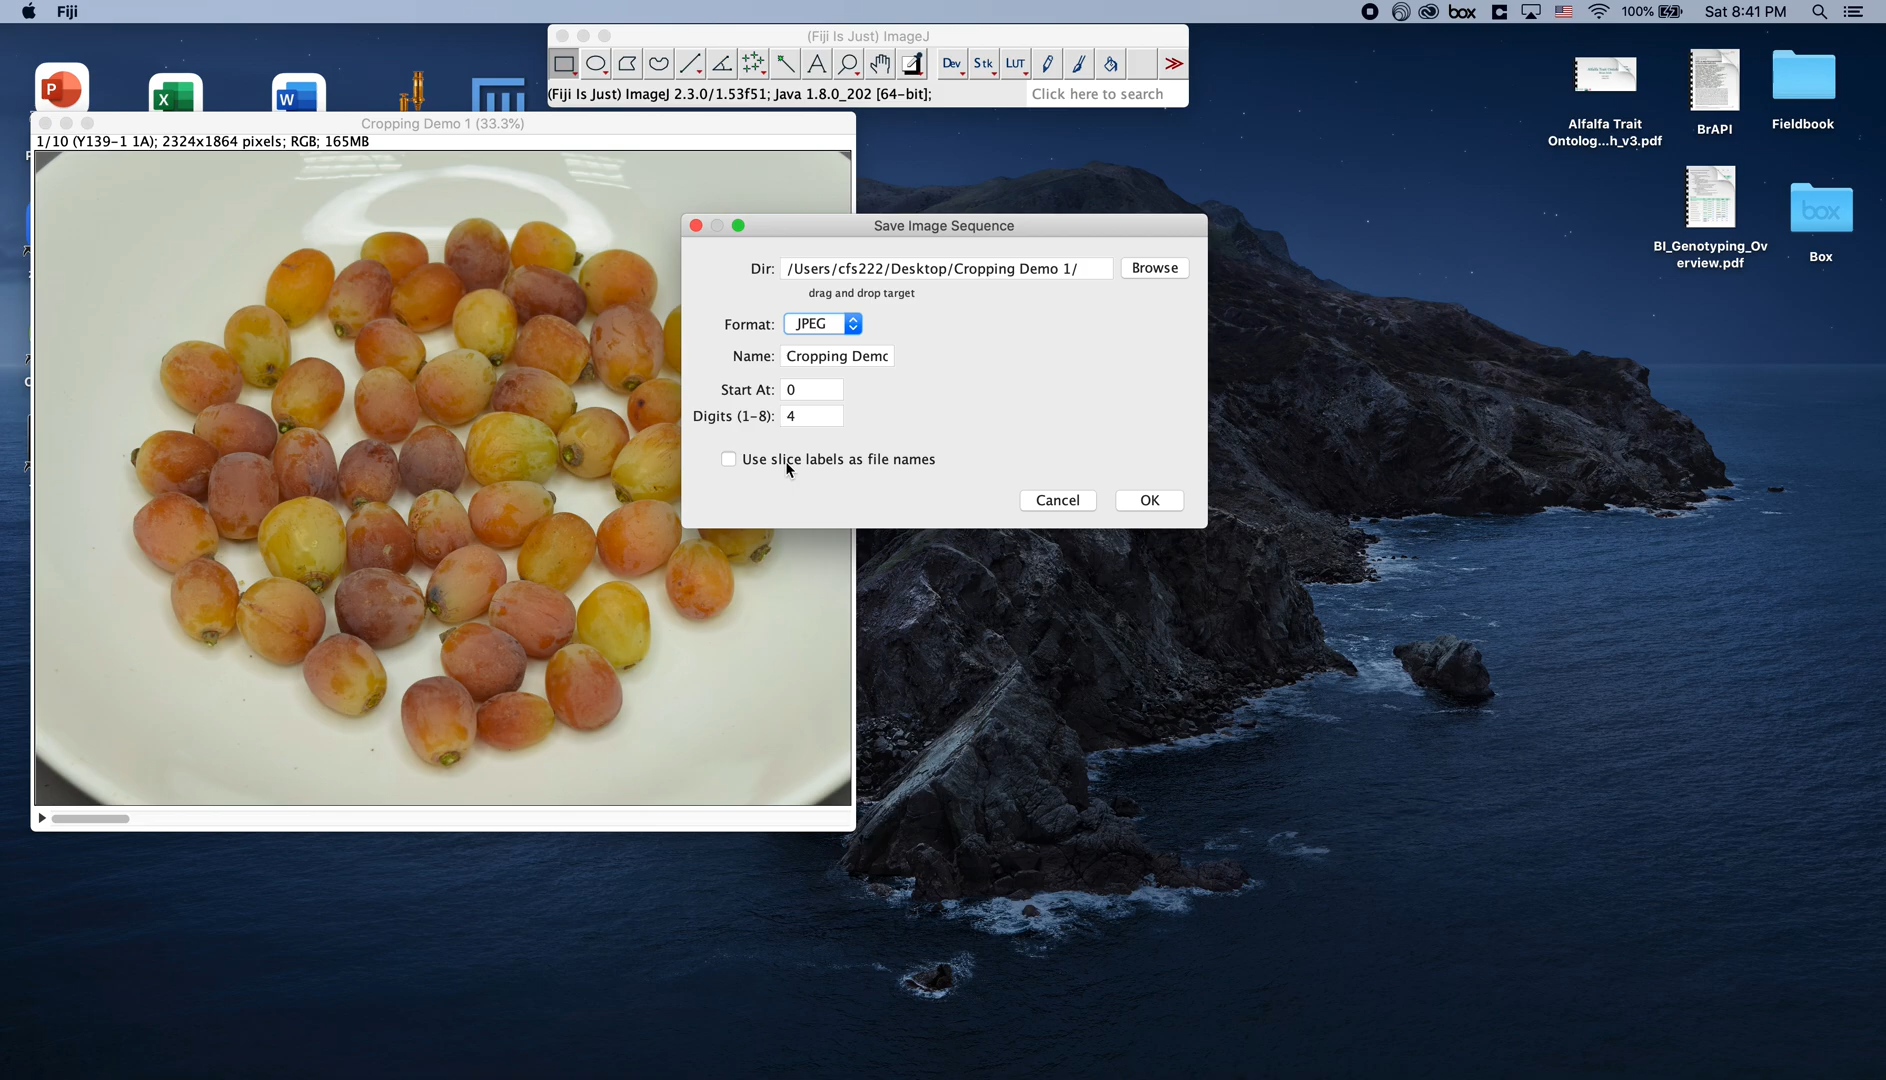 Fiji
box
100%
Sat 8:41 PM
(Fiji Is Just) ImageJ
Dev
Stk
LUT
(Fiji Is Just) ImageJ 2.3.0/1.53f51; Java 1.8.0_202 [64-bit];
Click here to search
P
X
W
Cropping Demo 1 (33.3%)
1/10 (Y139-1 1A); 2324x1864 pixels; RGB; 165MB
Save Image Sequence
Dir: /Users/cfs222/Desktop/Cropping Demo 1/
Browse
drag and drop target
Format: JPEG
Name: Cropping Demo
Start At: 0
Digits (1-8): 4
Use slice labels as file names
Cancel
OK
Alfalfa Trait
Ontolog...h_v3.pdf
BrAPI
Fieldbook
BI_Genotyping_Ov
erview.pdf
box
Box